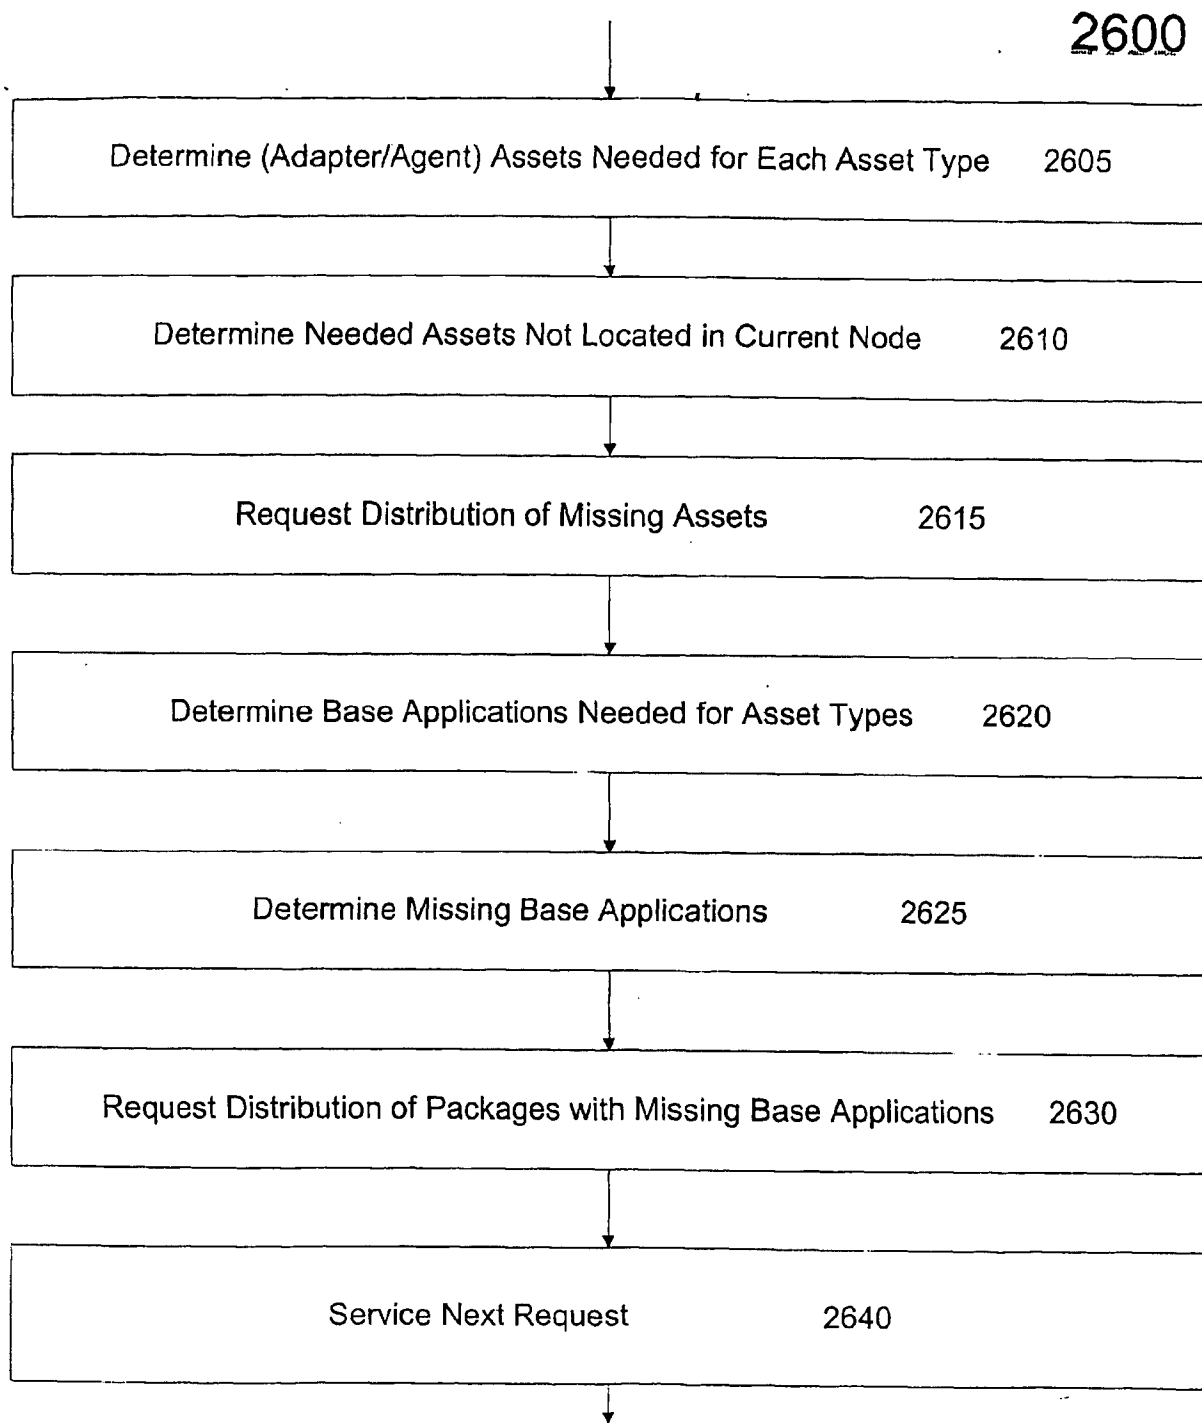 2600
Determine (Adapter/Agent) Assets Needed for Each Asset Type 2605
Determine Needed Assets Not Located in Current Node 2610
Request Distribution of Missing Assets 2615
Determine Base Applications Needed for Asset Types 2620
Determine Missing Base Applications 2625
Request Distribution of Packages with Missing Base Applications 2630
Service Next Request 2640